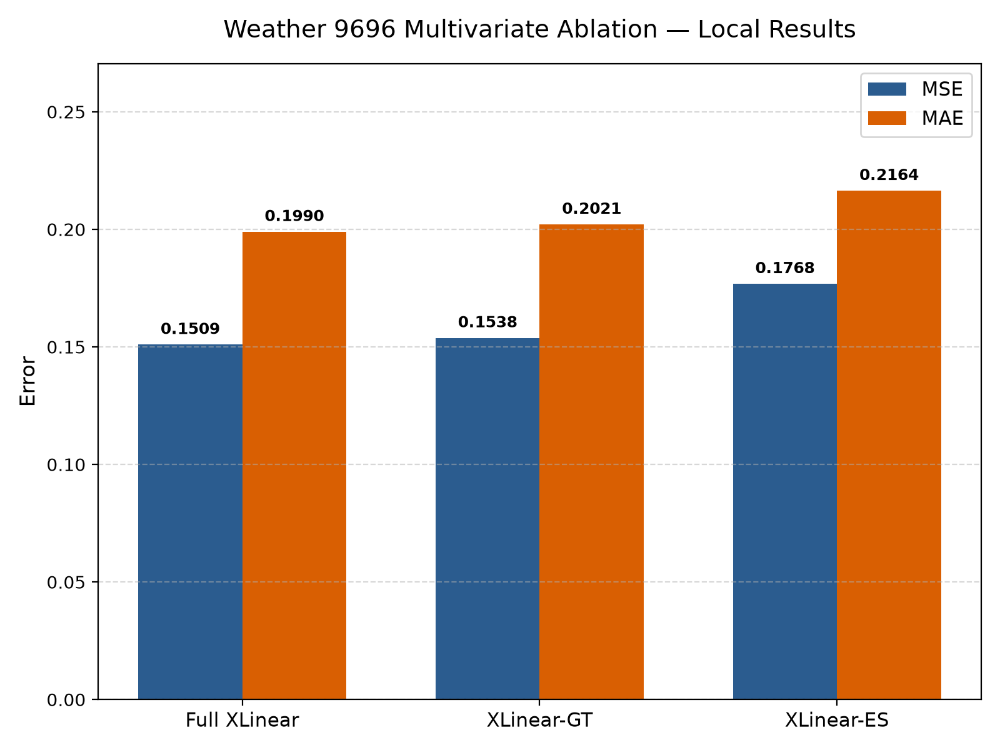 Weather 9696 Multivariate Ablation — Local Results
MSE
MAE
Error
0.25
0.20
0.15
0.10
0.05
0.00
0.1509
0.1990
0.1538
0.2021
0.1768
0.2164
Full XLinear
XLinear-GT
XLinear-ES